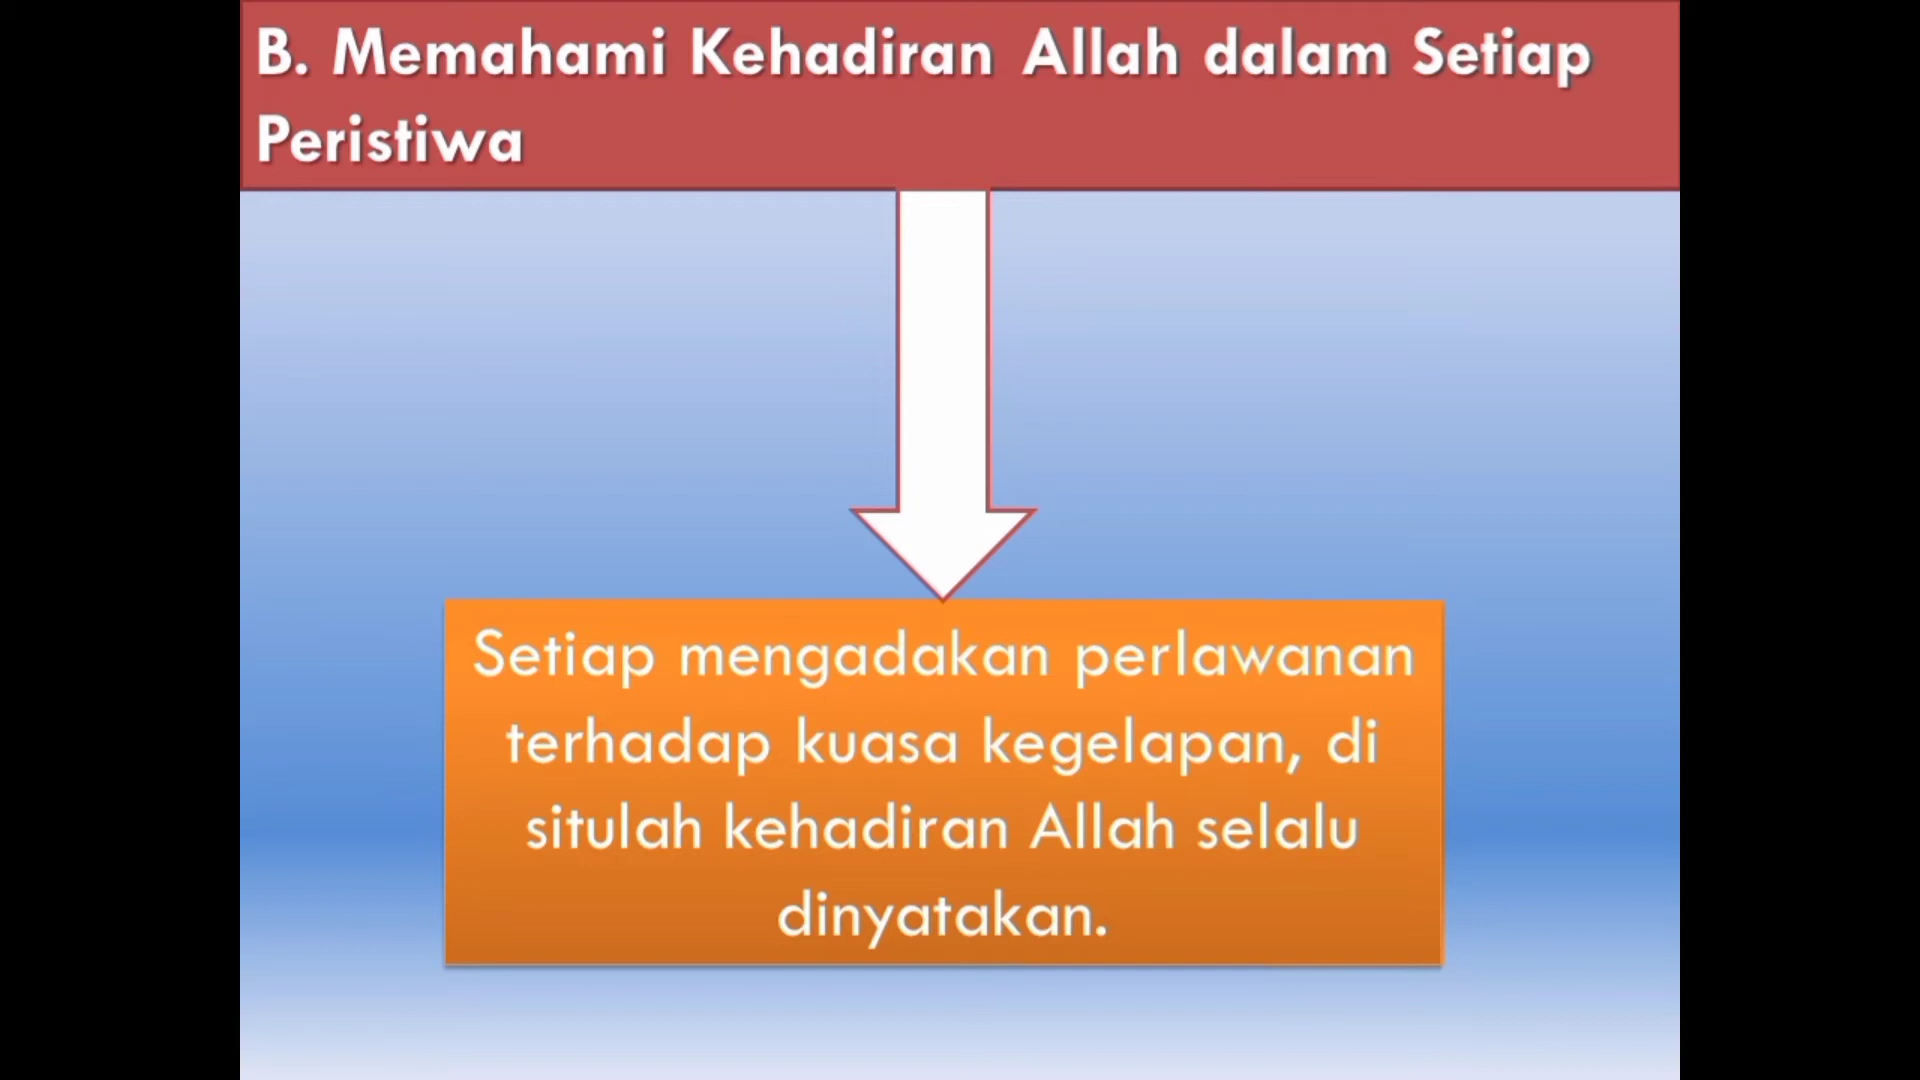 B. Memahami Kehadiran Allah dalam Setiap
Peristiwa
Setiap mengadakan perlawanan
terhadap kuasa kegelapan, di
situlah kehadiran Allah selalu
dinyatakan.